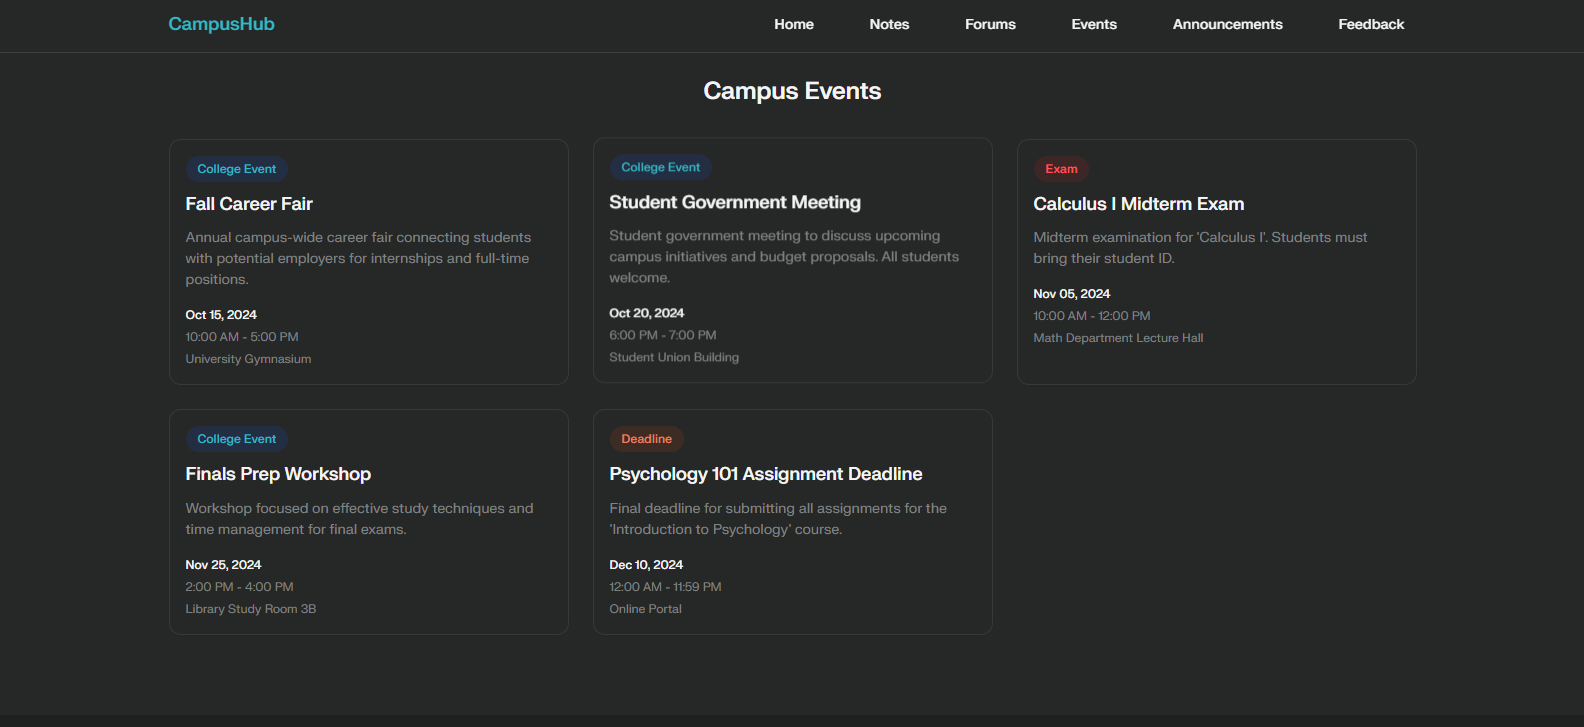 CampusHub
Home
Notes
Forums
Events
Announcements
Feedback
Campus Events
College Event
Fall Career Fair
Annual campus-wide career fair connecting students
with potential employers for internships and full-time
positions.
Oct 15, 2024
10:00 AM - 5:00 PM
University Gymnasium
College Event
Student Government Meeting
Student government meeting to discuss upcoming
campus initiatives and budget proposals. All students
welcome.
Oct 20, 2024
6:00 PM - 7:00 PM
Student Union Building
Exam
Calculus I Midterm Exam
Midterm examination for 'Calculus I'. Students must
bring their student ID.
Nov 05, 2024
10:00 AM - 12:00 PM
Math Department Lecture Hall
College Event
Finals Prep Workshop
Workshop focused on effective study techniques and
time management for final exams.
Nov 25, 2024
2:00 PM - 4:00 PM
Library Study Room 3B
Deadline
Psychology 101 Assignment Deadline
Final deadline for submitting all assignments for the
'Introduction to Psychology' course.
Dec 10, 2024
12:00 AM - 11:59 PM
Online Portal